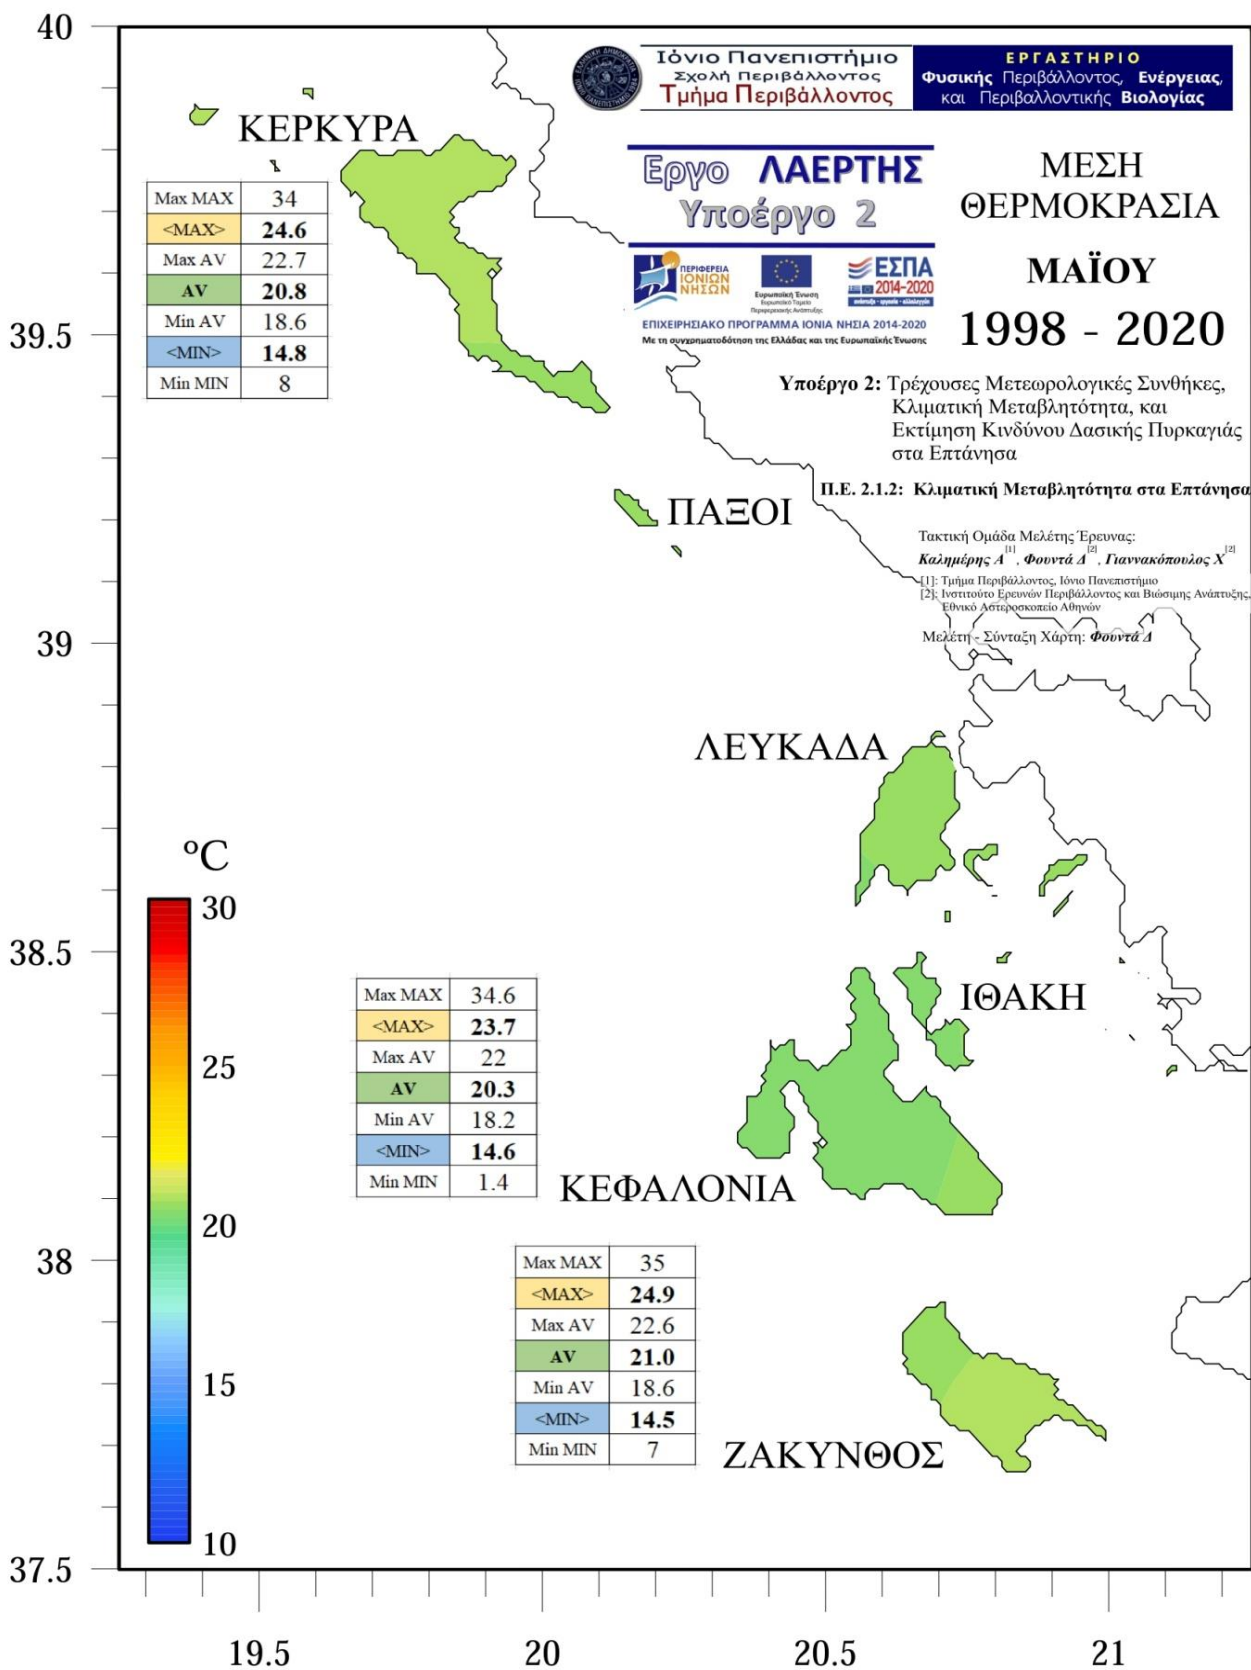 Ιόνιο Πανεπιστήμιο
Σχολή Περιβάλλοντος
Τμήμα Περιβάλλοντος
ΕΡΓΑΣΤΗΡΙΟ
Φυσικής Περιβάλλοντος, Ενέργειας,
και Περιβαλλοντικής Βιολογίας
Εργο ΛΑΕΡΤΗΣ
Υποέργο 2
ΠΕΡΙΦΕΡΕΙΑ
ΙΟΝΙΩΝ
ΝΗΣΩΝ
Ευρωπαϊκή Ένωση
Ευρωπαϊκό Ταμείο
Περιφερειακής Ανάπτυξης
ΕΣΠΑ
2014-2020
ανάπτυξη - εργασία - αλληλεγγύη
ΕΠΙΧΕΙΡΗΣΙΑΚΟ ΠΡΟΓΡΑΜΜΑ ΙΟΝΙΑ ΝΗΣΙΑ 2014-2020
Με τη συγχρηματοδότηση της Ελλάδας και της Ευρωπαϊκής Ένωσης
ΜΕΣΗ
ΘΕΡΜΟΚΡΑΣΙΑ
ΜΑΪΟΥ
1998 - 2020
Υποέργο 2: Τρέχουσες Μετεωρολογικές Συνθήκες,
Κλιματική Μεταβλητότητα, και
Εκτίμηση Κινδύνου Δασικής Πυρκαγιάς
στα Επτάνησα
Π.Ε. 2.1.2: Κλιματική Μεταβλητότητα στα Επτάνησα
Τακτική Ομάδα Μελέτης Έρευνας:
Καλημέρης Α [1], Φουντά Δ [2], Γιαννακόπουλος Χ [2]
[1]: Τμήμα Περιβάλλοντος, Ιόνιο Πανεπιστήμιο
[2]: Ινστιτούτο Ερευνών Περιβάλλοντος και Βιώσιμης Ανάπτυξης,
Εθνικό Αστεροσκοπείο Αθηνών
Μελέτη - Σύνταξη Χάρτη: Φουντά Δ
ΚΕΡΚΥΡΑ
Max MAX 34
<MAX> 24.6
Max AV 22.7
AV 20.8
Min AV 18.6
<MIN> 14.8
Min MIN 8
ΠΑΞΟΙ
ΛΕΥΚΑΔΑ
ΙΘΑΚΗ
Max MAX 34.6
<MAX> 23.7
Max AV 22
AV 20.3
Min AV 18.2
<MIN> 14.6
Min MIN 1.4
ΚΕΦΑΛΟΝΙΑ
Max MAX 35
<MAX> 24.9
Max AV 22.6
AV 21.0
Min AV 18.6
<MIN> 14.5
Min MIN 7
ΖΑΚΥΝΘΟΣ
ºC
30
25
20
15
10
40
39.5
39
38.5
38
37.5
19.5 20 20.5 21